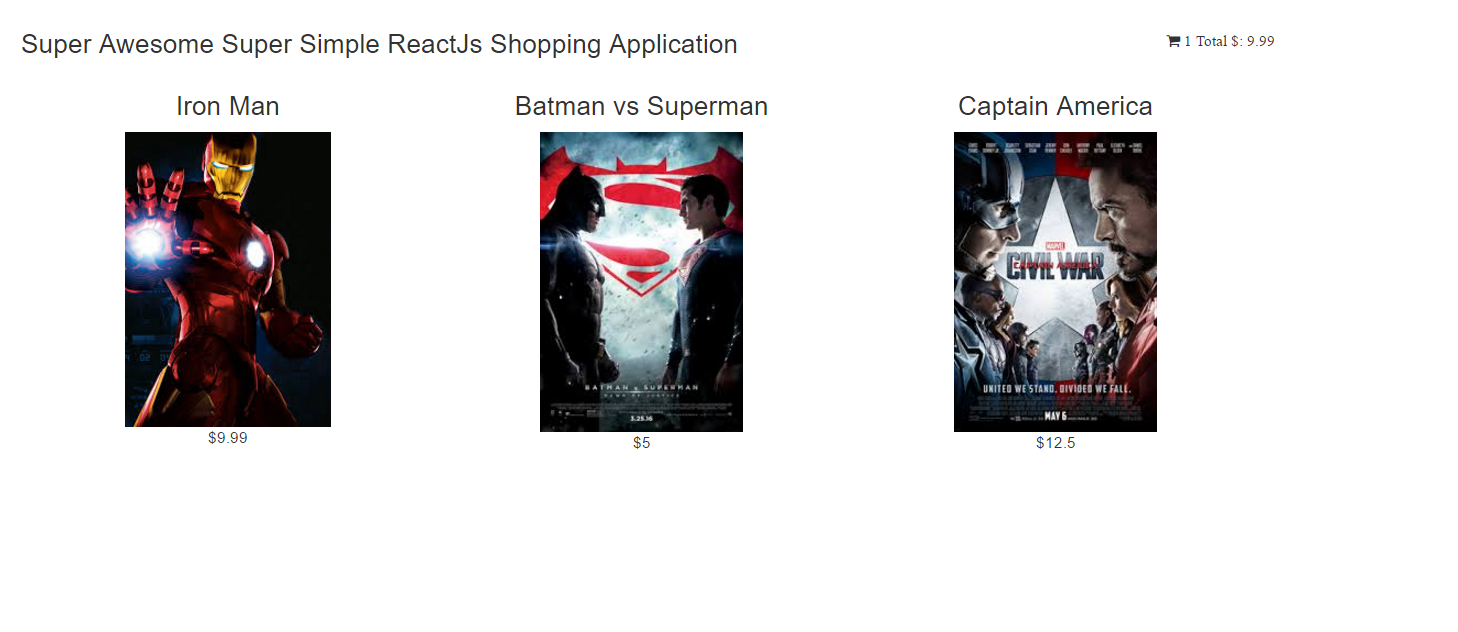 Super Awesome Super Simple ReactJs Shopping Application
1 Total $: 9.99
Iron Man
Batman vs Superman
Captain America
02
MARVEL
CAPTAIN AMERICA
CIVIL WAR
BATMAN v SUPERMAN
DAWN OF JUSTICE
3.25.16
UNITED WE STAND. DIVIDED WE FALL.
MAY 6
$9.99
$5
$12.5